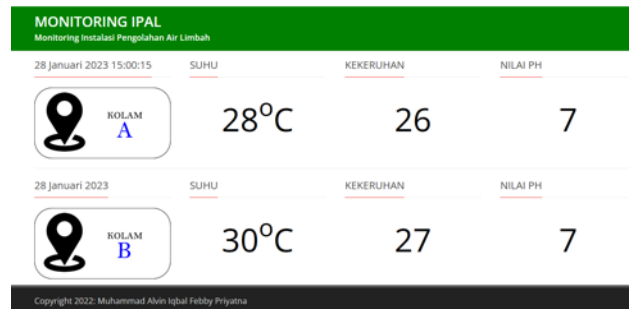 MONITORING IPAL
Monitoring Instalasi Pengolahan Air Limbah
28 Januari 2023 15:00:15 SUHU KEKERUHAN NILAI PH
KOLAM
A
28°C 26 7
28 Januari 2023 SUHU KEKERUHAN NILAI PH
KOLAM
B
30°C 27 7
Copyright 2022: Muhammad Alvin Iqbal Febby Priyatna